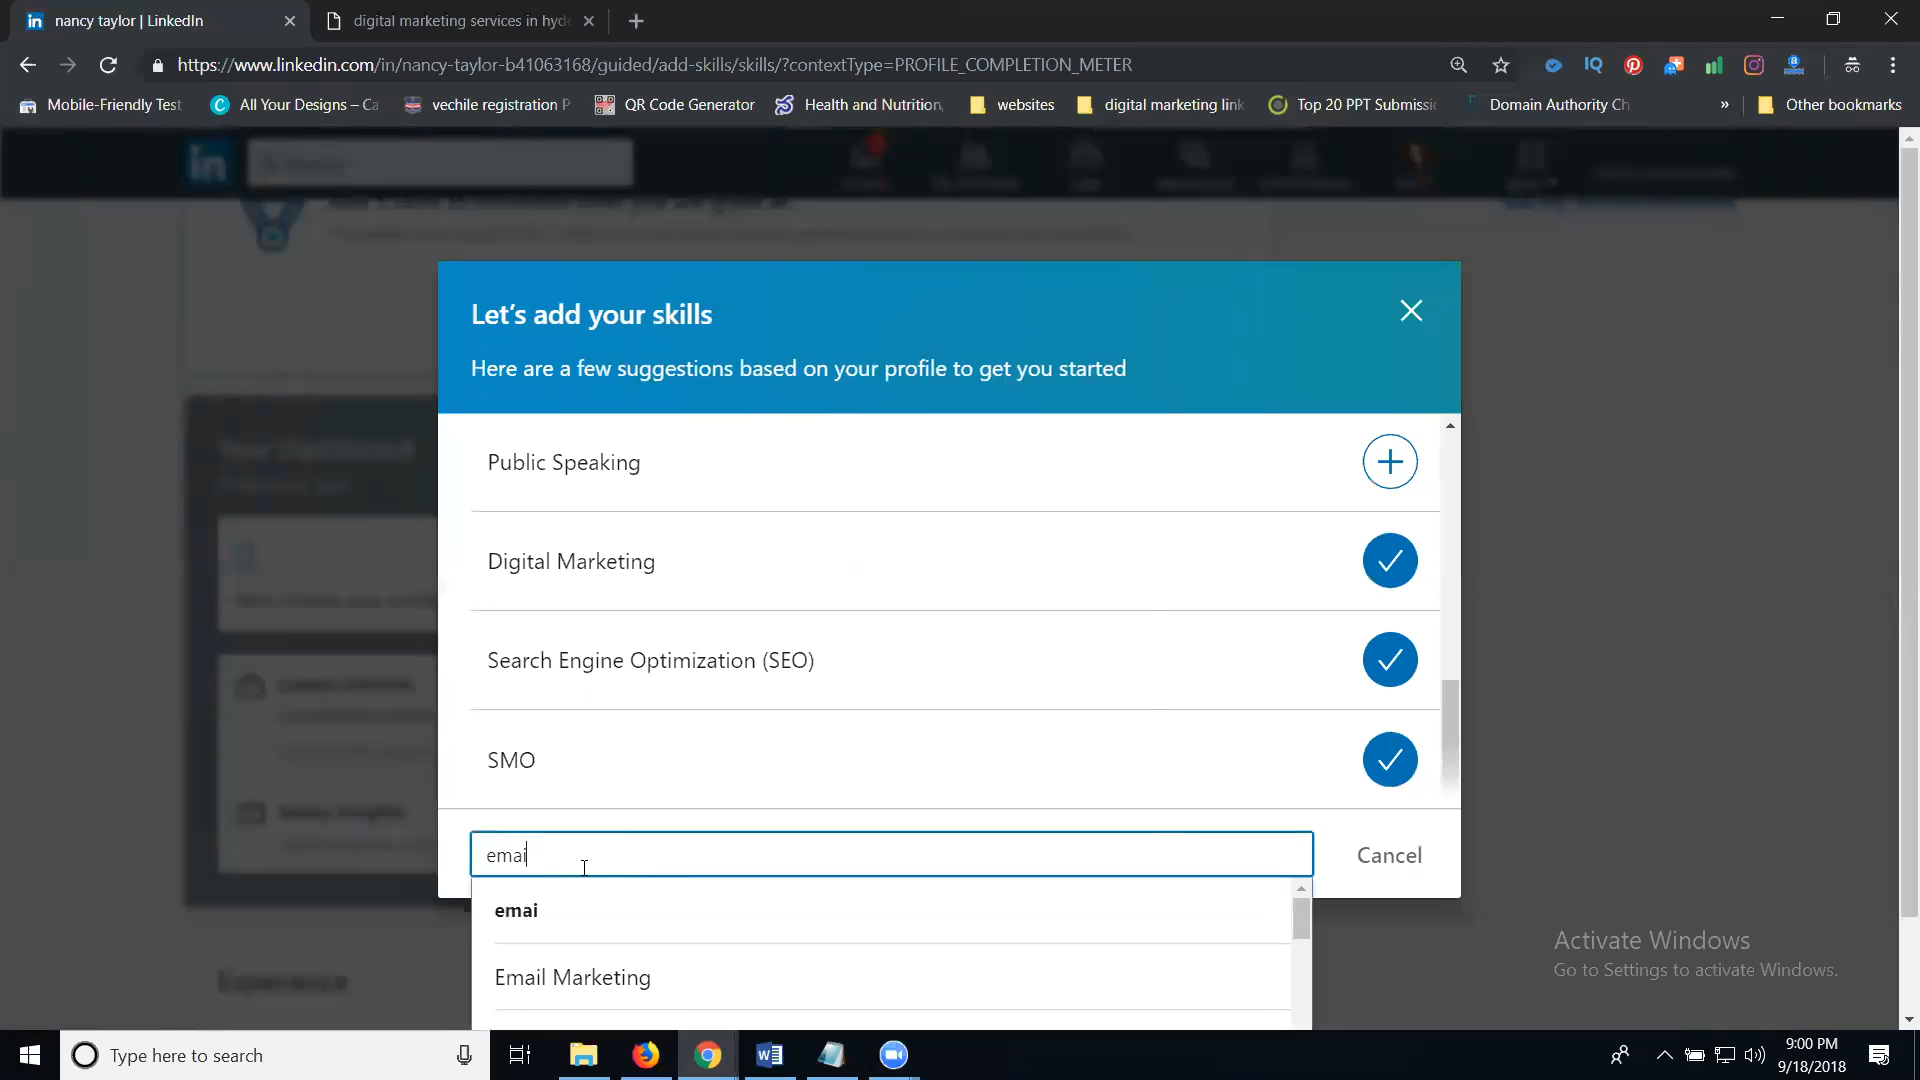 nancy taylor | LinkedIn
digital marketing services in hyd
https://www.linkedin.com/in/nancy-taylor-b41063168/guided/add-skills/skills/?contextType=PROFILE_COMPLETION_METER
Mobile-Friendly Test
All Your Designs – Ca
vechile registration P
QR Code Generator
Health and Nutrition,
websites
digital marketing link
Top 20 PPT Submissi
Domain Authority Ch
»
Other bookmarks
Let's add your skills
Here are a few suggestions based on your profile to get you started
Public Speaking
Digital Marketing
Search Engine Optimization (SEO)
SMO
emai
Cancel
emai
Email Marketing
Experience
Activate Windows
Go to Settings to activate Windows.
Type here to search
9:00 PM
9/18/2018